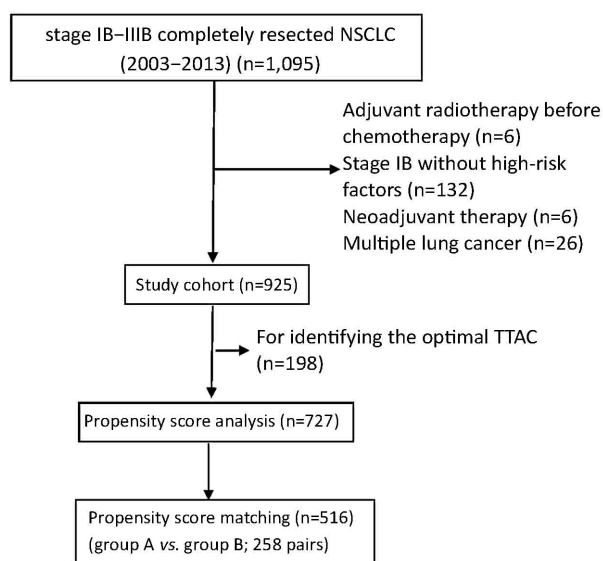 stage IB–IIIB completely resected NSCLC
(2003–2013) (n=1,095)
Adjuvant radiotherapy before
chemotherapy (n=6)
Stage IB without high-risk
factors (n=132)
Neoadjuvant therapy (n=6)
Multiple lung cancer (n=26)
Study cohort (n=925)
For identifying the optimal TTAC
(n=198)
Propensity score analysis (n=727)
Propensity score matching (n=516)
(group A vs. group B; 258 pairs)